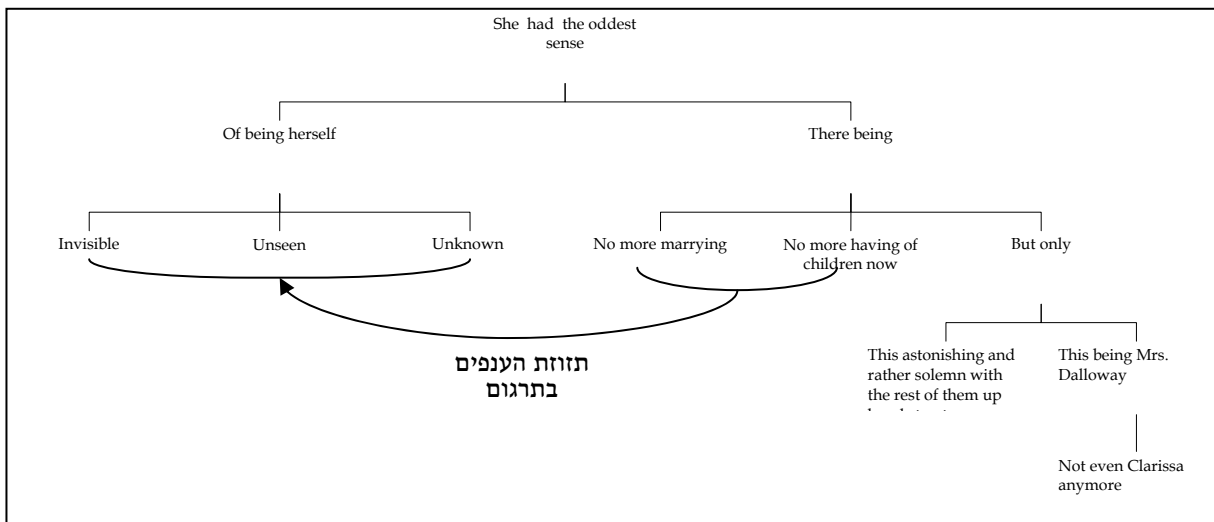 She had the oddest
sense
Of being herself
There being
Invisible
Unseen
Unknown
No more marrying
No more having of
children now
But only
תזוזת הענפים
בתרגום
This astonishing and
rather solemn with
the rest of them up
This being Mrs.
Dalloway
Not even Clarissa
anymore